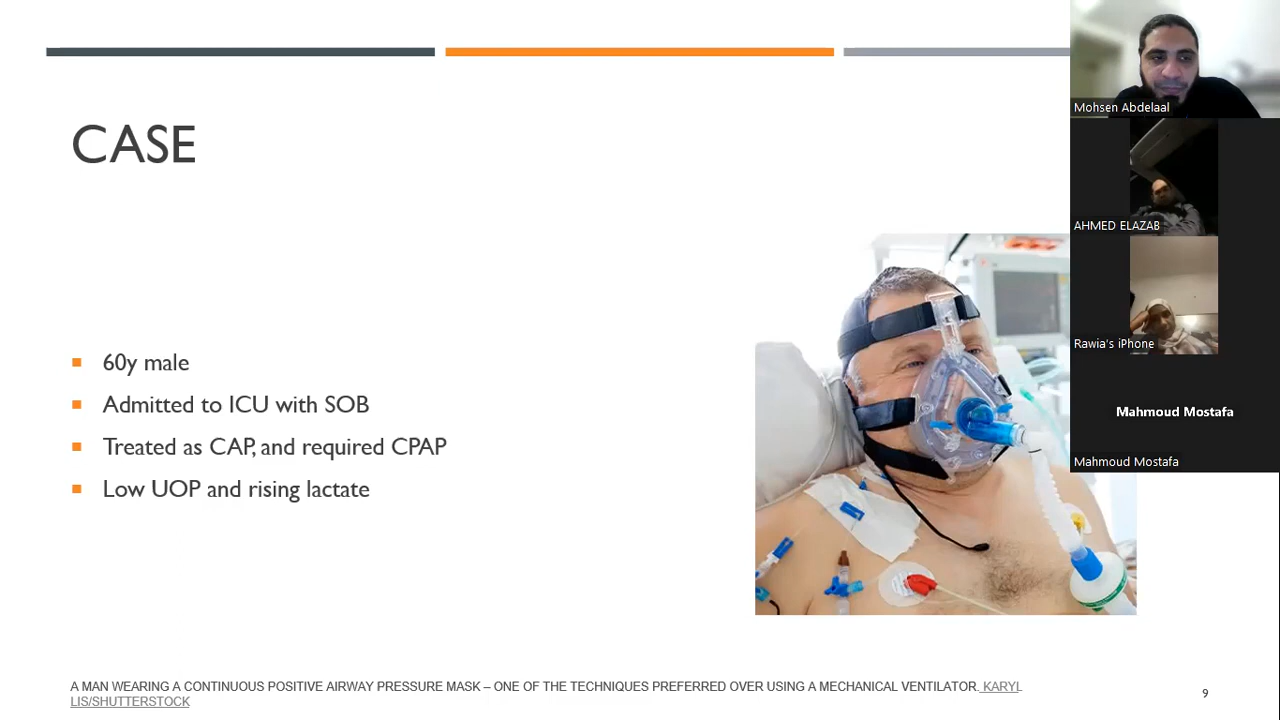 CASE
60y male
Admitted to ICU with SOB
Treated as CAP, and required CPAP
Low UOP and rising lactate
A MAN WEARING A CONTINUOUS POSITIVE AIRWAY PRESSURE MASK – ONE OF THE TECHNIQUES PREFERRED OVER USING A MECHANICAL VENTILATOR. KARYL
LIS/SHUTTERSTOCK
9
Mohsen Abdelaal
AHMED ELAZAB
Rawia's iPhone
Mahmoud Mostafa
Mahmoud Mostafa